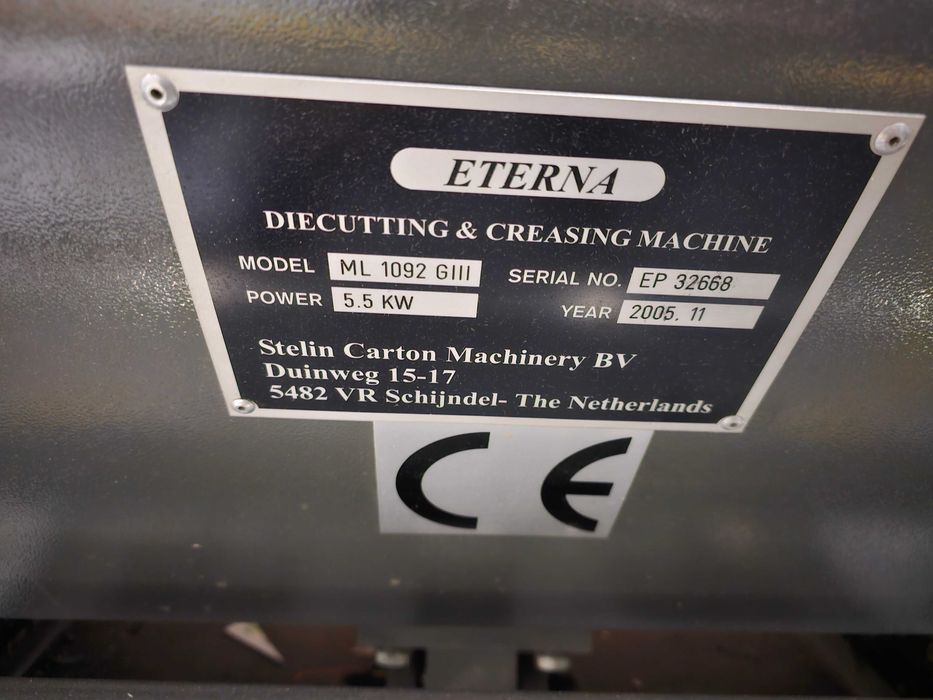 ETERNA
DIECUTTING & CREASING MACHINE
MODEL ML 1092 GIII SERIAL NO. EP 32668
POWER 5.5 KW YEAR 2005. 11
Stelin Carton Machinery BV
Duinweg 15-17
5482 VR Schijndel- The Netherlands
CE